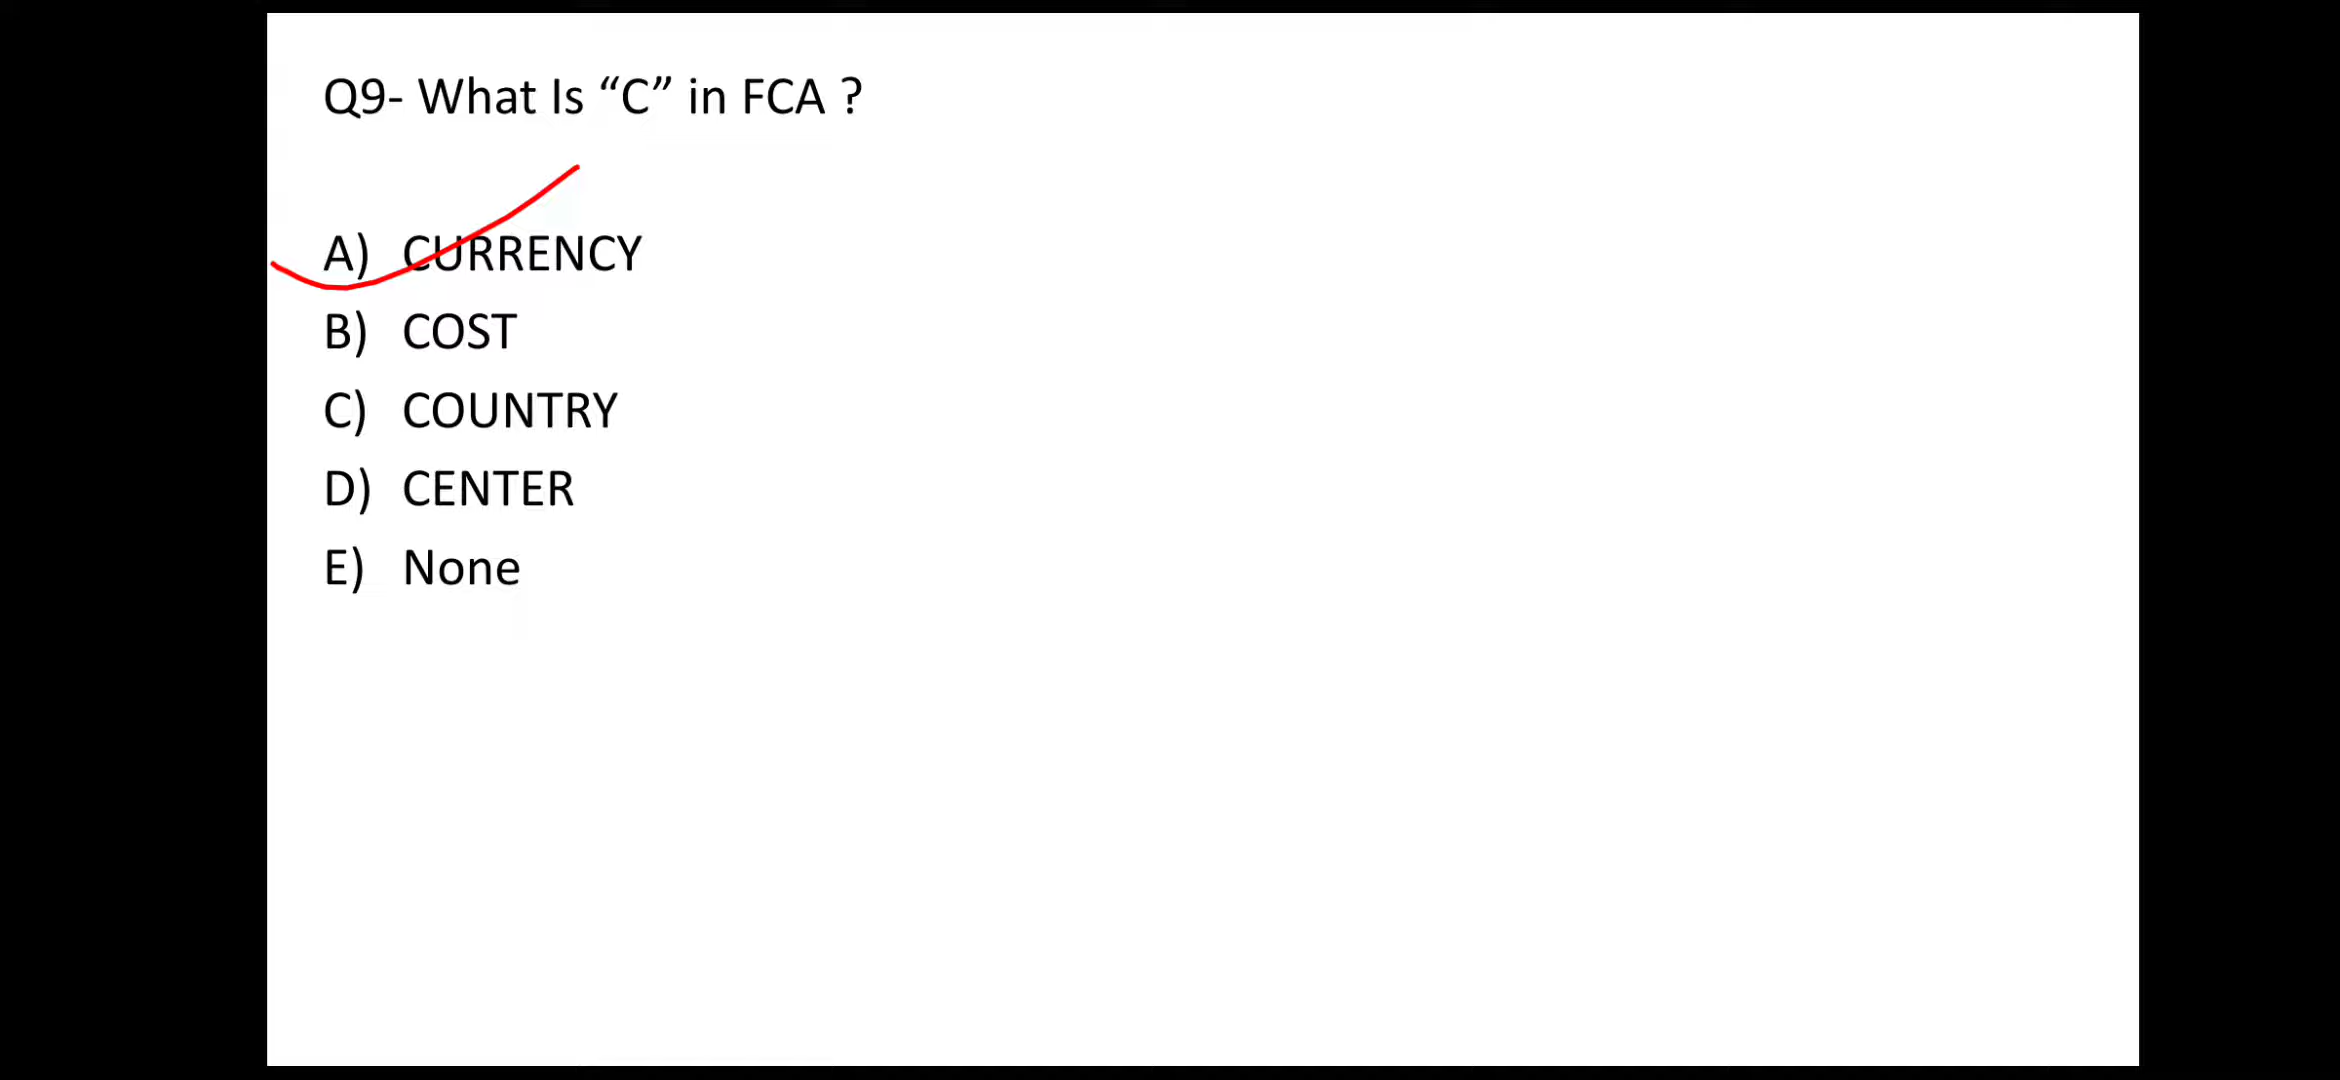 Q9- What Is “C” in FCA ?
A) CURRENCY
B) COST
C) COUNTRY
D) CENTER
E) None